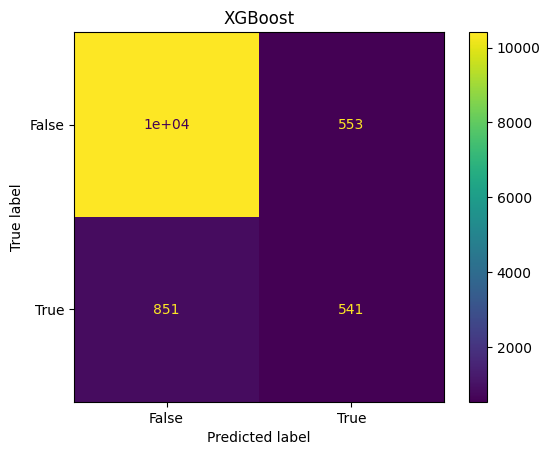 XGBoost
10000
1e+04
553
False
8000
True label
6000
4000
851
541
True
2000
False
True
Predicted label